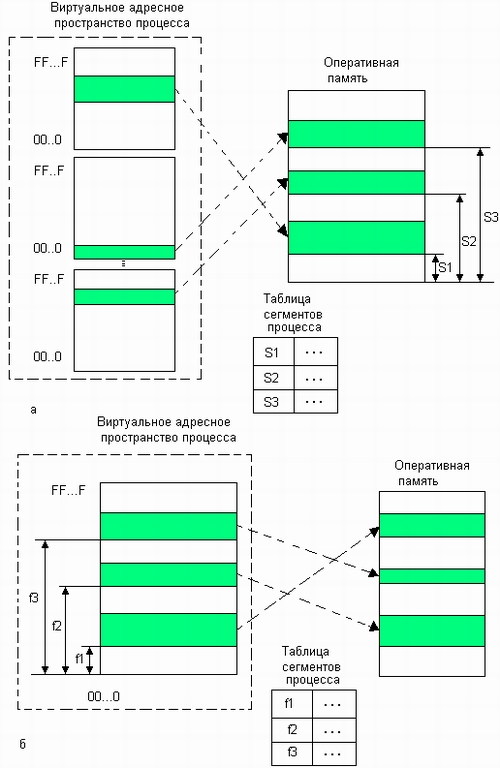 Виртуальное адресное
пространство процесса
FF...F
00..0
FF...F
00..0
FF...F
00..0
Оперативная
память
S1
S2
S3
Таблица
сегментов
процесса
S1 ...
S2 ...
S3 ...
а
Виртуальное адресное
пространство процесса
FF...F
f3
f2
f1
00...0
Оперативная
память
Таблица
сегментов
процесса
f1 ...
f2 ...
f3 ...
б